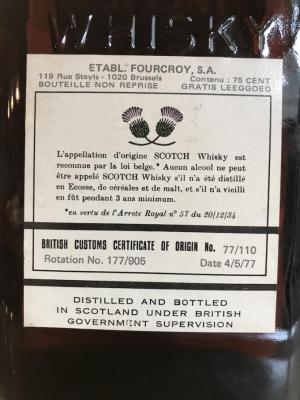 WHISKY
ETABL. FOURCROY, S.A.
119 Rue Steyls - 1020 Brussels Contenu : 75 CENT
BOUTEILLE NON REPRISE GRATIS LEEGGOED
L'appellation d'origine SCOTCH Whisky est
reconnue par la loi belge.* Aucun alcool ne peut
être appelé SCOTCH Whisky s'il n'a été distillé
en Ecosse, de céréales et de malt, et s'il n'a vieilli
en fût pendant 3 ans minimum.
*en vertu de l'Arrete Royal nº 57 du 20/12/34
BRITISH CUSTOMS CERTIFICATE OF ORIGIN No. 77/110
Rotation No. 177/905 Date 4/5/77
DISTILLED AND BOTTLED
IN SCOTLAND UNDER BRITISH
GOVERNMENT SUPERVISION